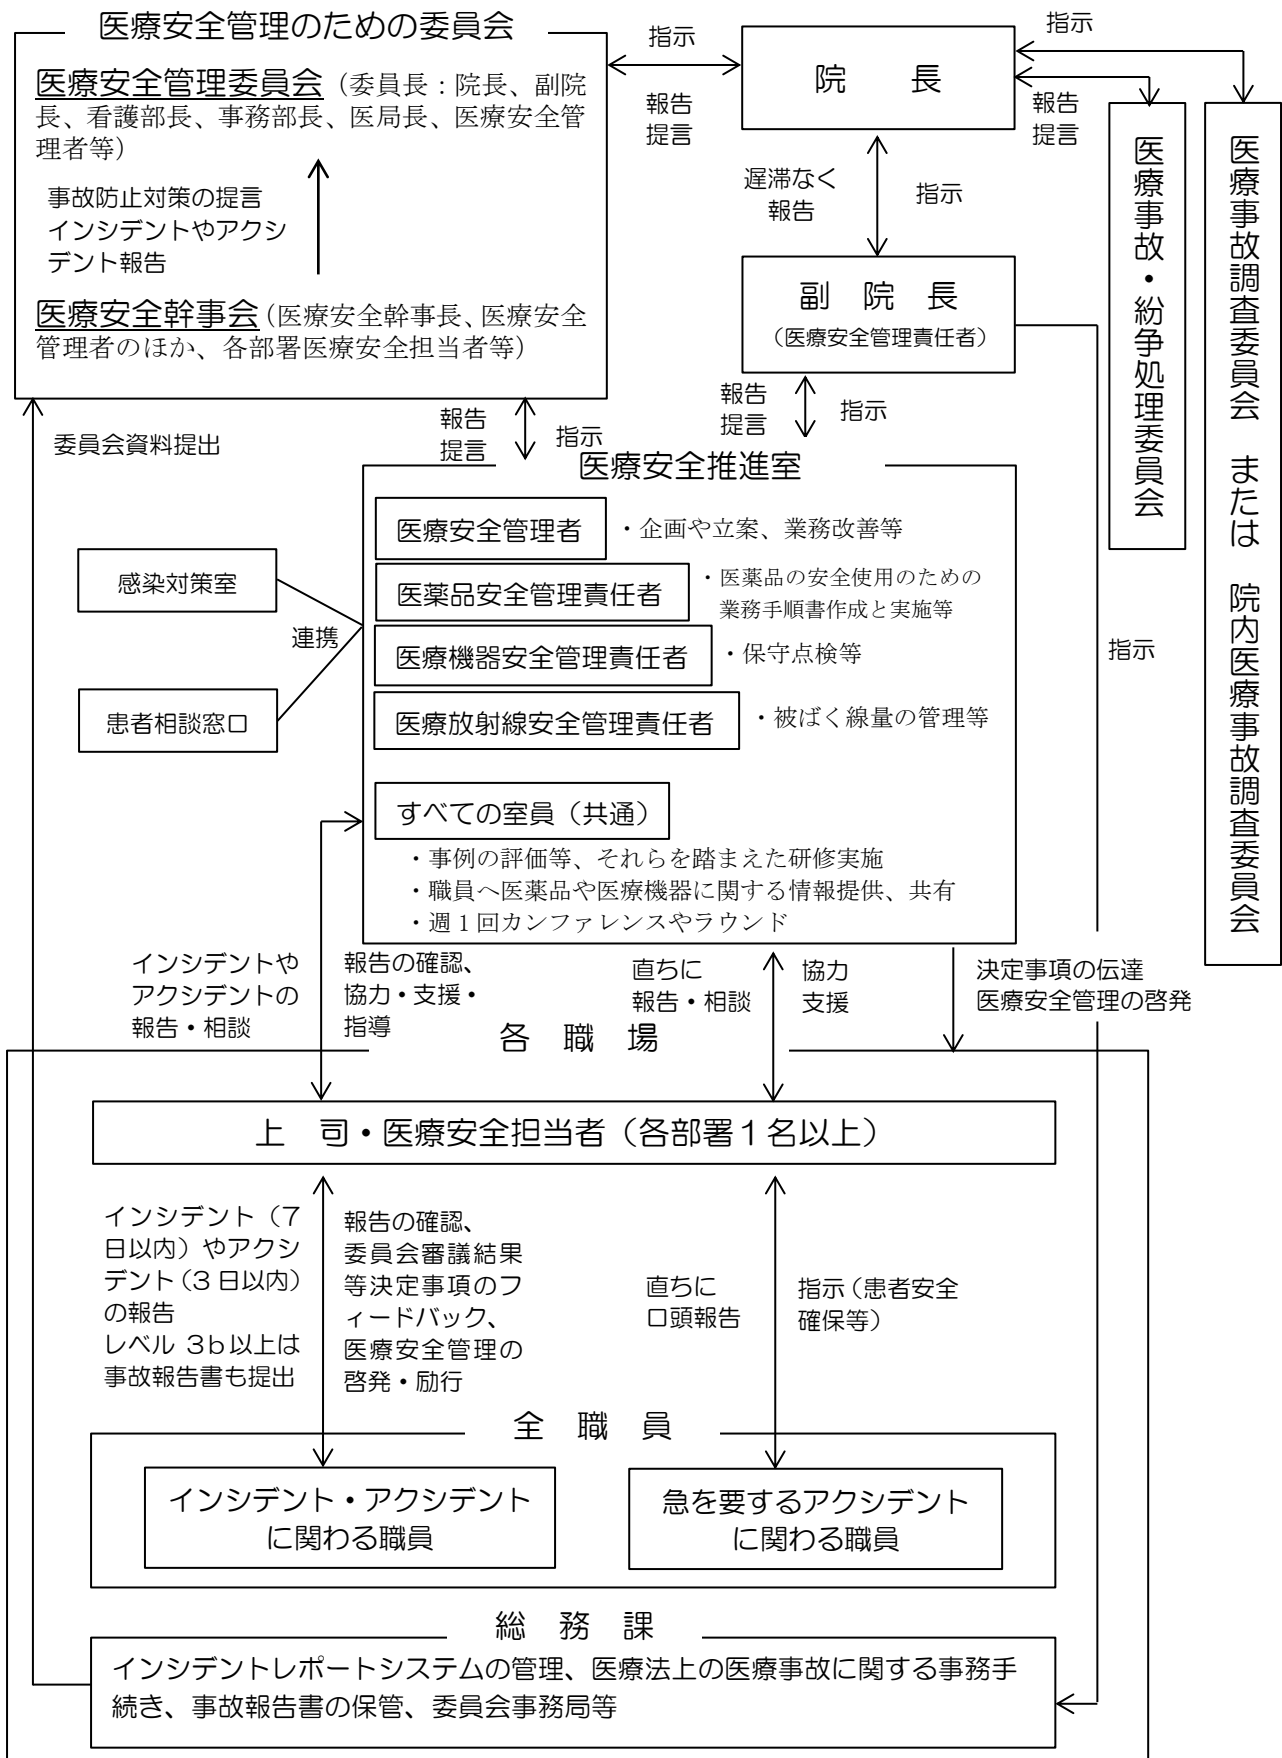 医療安全管理のための委員会
医療安全管理委員会（委員長：院長、副院
長、看護部長、事務部長、医局長、医療安全管
理者等）
事故防止対策の提言
インシデントやアクシ
デント報告
医療安全幹事会（医療安全幹事長、医療安全
管理者のほか、各部署医療安全担当者等）
指示
報告
提言
院　長
指示
報告
提言
遅滞なく
報告
指示
副　院　長
（医療安全管理責任者）
医療事故・紛争処理委員会
医療事故調査委員会　または　院内医療事故調査委員会
委員会資料提出
報告
提言
指示
報告
提言
指示
医療安全推進室
医療安全管理者
・企画や立案、業務改善等
医薬品安全管理責任者
・医薬品の安全使用のための
業務手順書作成と実施等
医療機器安全管理責任者
・保守点検等
医療放射線安全管理責任者
・被ばく線量の管理等
感染対策室
連携
患者相談窓口
指示
すべての室員（共通）
・事例の評価等、それらを踏まえた研修実施
・職員へ医薬品や医療機器に関する情報提供、共有
・週１回カンファレンスやラウンド
インシデントや
アクシデントの
報告・相談
報告の確認、
協力・支援・
指導
直ちに
報告・相談
協力
支援
決定事項の伝達
医療安全管理の啓発
各　職　場
上　司・医療安全担当者（各部署１名以上）
インシデント（7
日以内）やアクシ
デント（3 日以内）
の報告
レベル 3b以上は
事故報告書も提出
報告の確認、
委員会審議結果
等決定事項のフ
ィードバック、
医療安全管理の
啓発・励行
直ちに
口頭報告
指示（患者安全
確保等）
全　職　員
インシデント・アクシデント
に関わる職員
急を要するアクシデント
に関わる職員
総　務　課
インシデントレポートシステムの管理、医療法上の医療事故に関する事務手
続き、事故報告書の保管、委員会事務局等